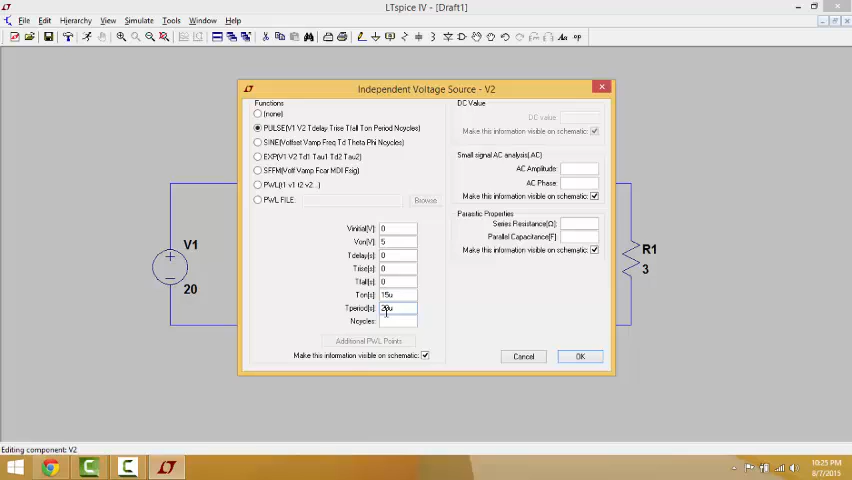 LTspice IV - [Draft1]
File Edit Hierarchy View Simulate Tools Window Help
Independent Voltage Source - V2
Functions
(none)
PULSE(V1 V2 Tdelay Trise Tfall Ton Period Ncycles)
SINE(Voffset Vamp Freq Td Theta Phi Ncycles)
EXP(V1 V2 Td1 Tau1 Td2 Tau2)
SFFM(Voff Vamp Fcar MDI Fsig)
PWL(t1 v1 t2 v2...)
PWL FILE: Browse
Vinitial[V]: 0
Von[V]: 5
Tdelay[s]: 0
Trise[s]: 0
Tfall[s]: 0
Ton[s]: 15u
Tperiod[s]: 20u
Ncycles:
Additional PWL Points
Make this information visible on schematic:
DC Value
DC value:
Make this information visible on schematic:
Small signal AC analysis(.AC)
AC Amplitude:
AC Phase:
Make this information visible on schematic:
Parasitic Properties
Series Resistance[Ω]:
Parallel Capacitance[F]:
Make this information visible on schematic:
Cancel OK
V1
20
R1
3
Editing component: V2
10:25 PM
8/7/2015